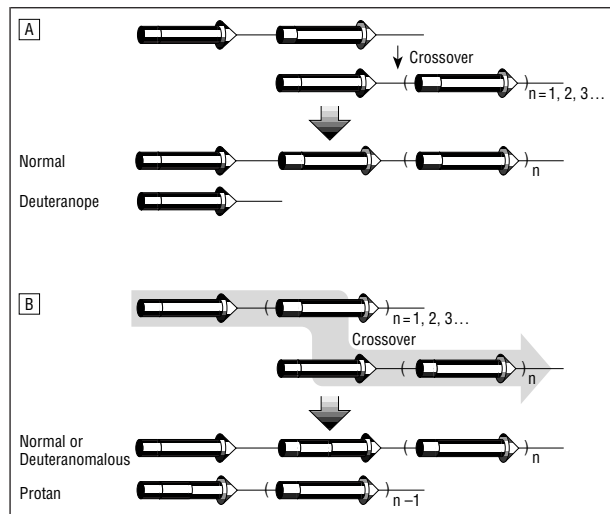 A
Crossover
( ) n = 1, 2, 3 . . .
Normal
( ) n
Deuteranope
B
( ) n = 1, 2, 3 . . .
Crossover
( ) n
Normal or
Deuteranomalous
( ) n
Protan
( ) n –1